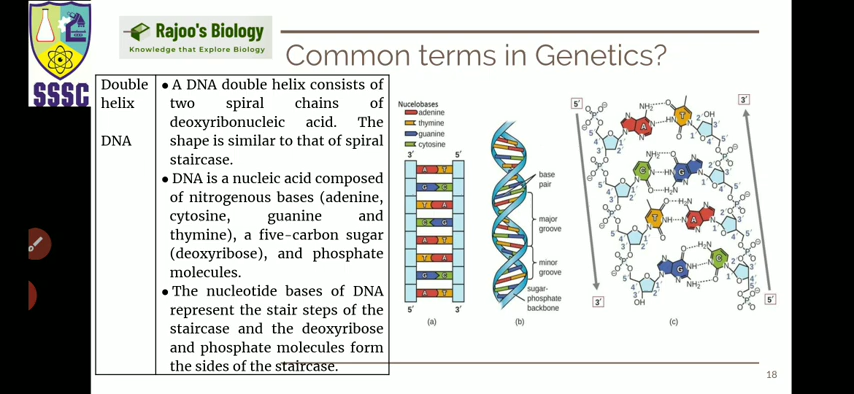 Rajoo's Biology
Knowledge that Explore Biology
SSSC
Common terms in Genetics?
Double
helix
DNA
• A DNA double helix consists of
two spiral chains of
deoxyribonucleic acid. The
shape is similar to that of spiral
staircase.
• DNA is a nucleic acid composed
of nitrogenous bases (adenine,
cytosine, guanine and
thymine), a five-carbon sugar
(deoxyribose), and phosphate
molecules.
• The nucleotide bases of DNA
represent the stair steps of the
staircase and the deoxyribose
and phosphate molecules form
the sides of the staircase.
Nucelobases
adenine
thymine
guanine
cytosine
3′ 5′
A T
G C
T A
C G
A T
T A
G C
A T
5′ 3′
(a)
base
pair
major
groove
minor
groove
sugar-
phosphate
backbone
(b)
5′ 3′
A T
C G
T A
G C
3′ 5′
OH
(c)
18